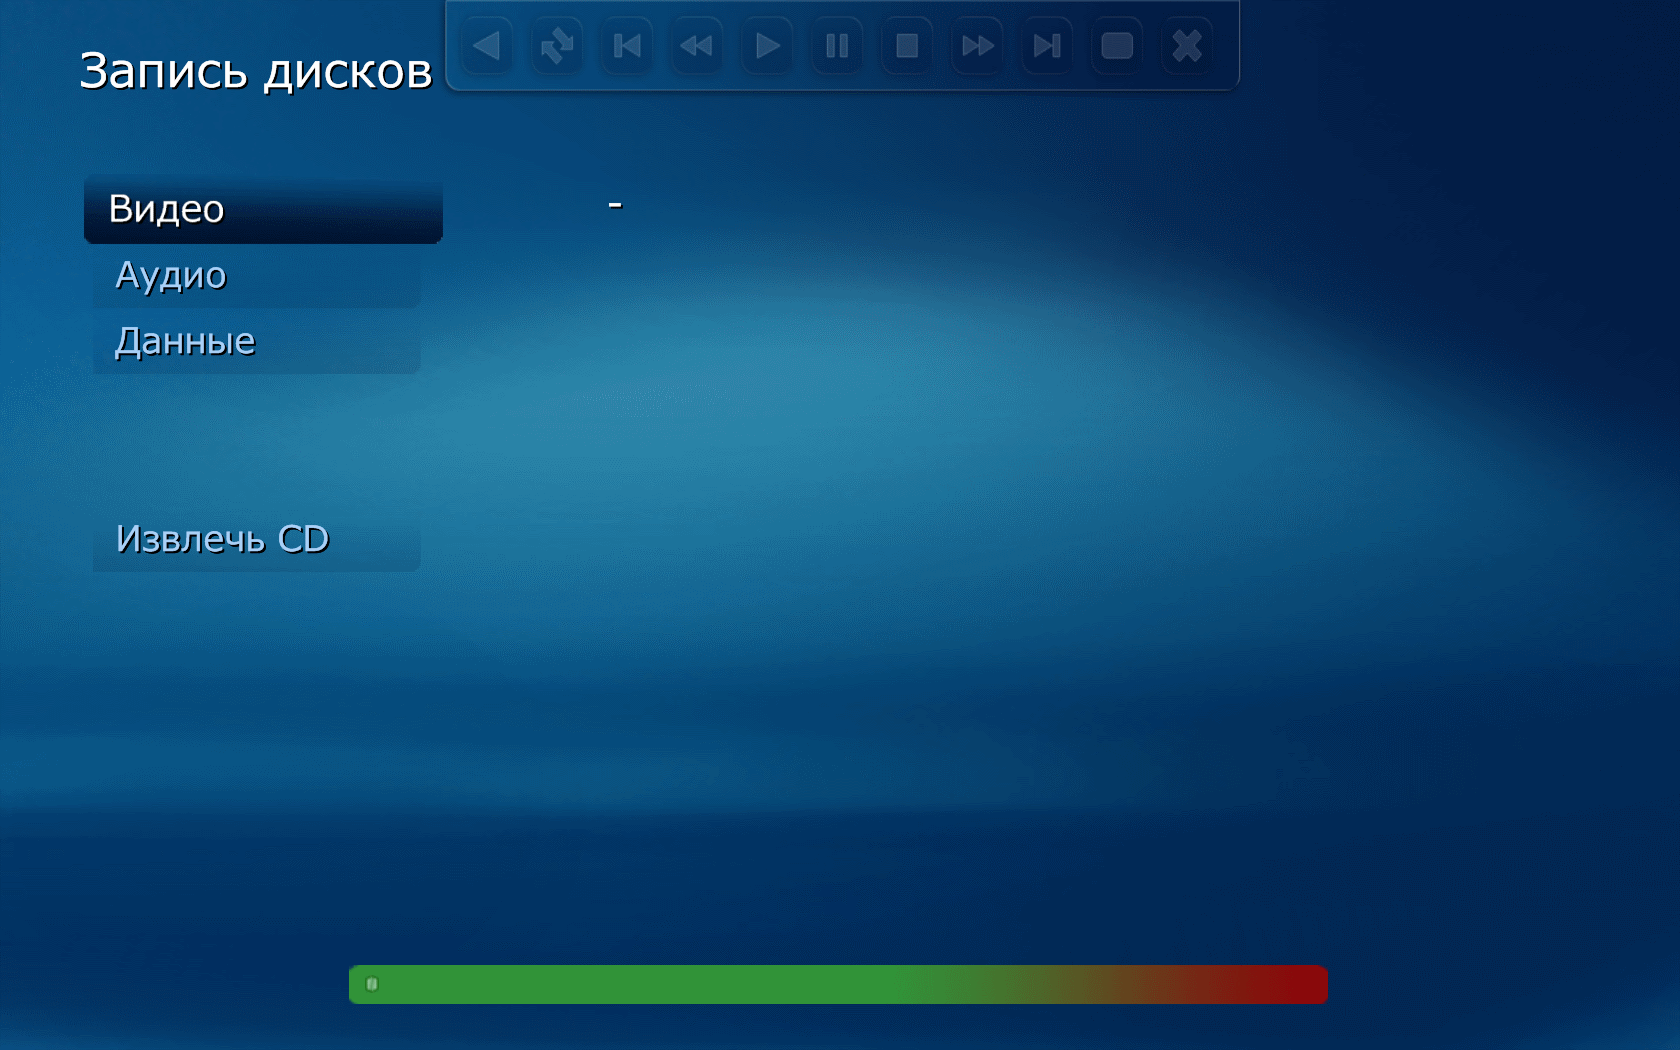 Запись дисков
Видео
-
Аудио
Данные
Извлечь CD